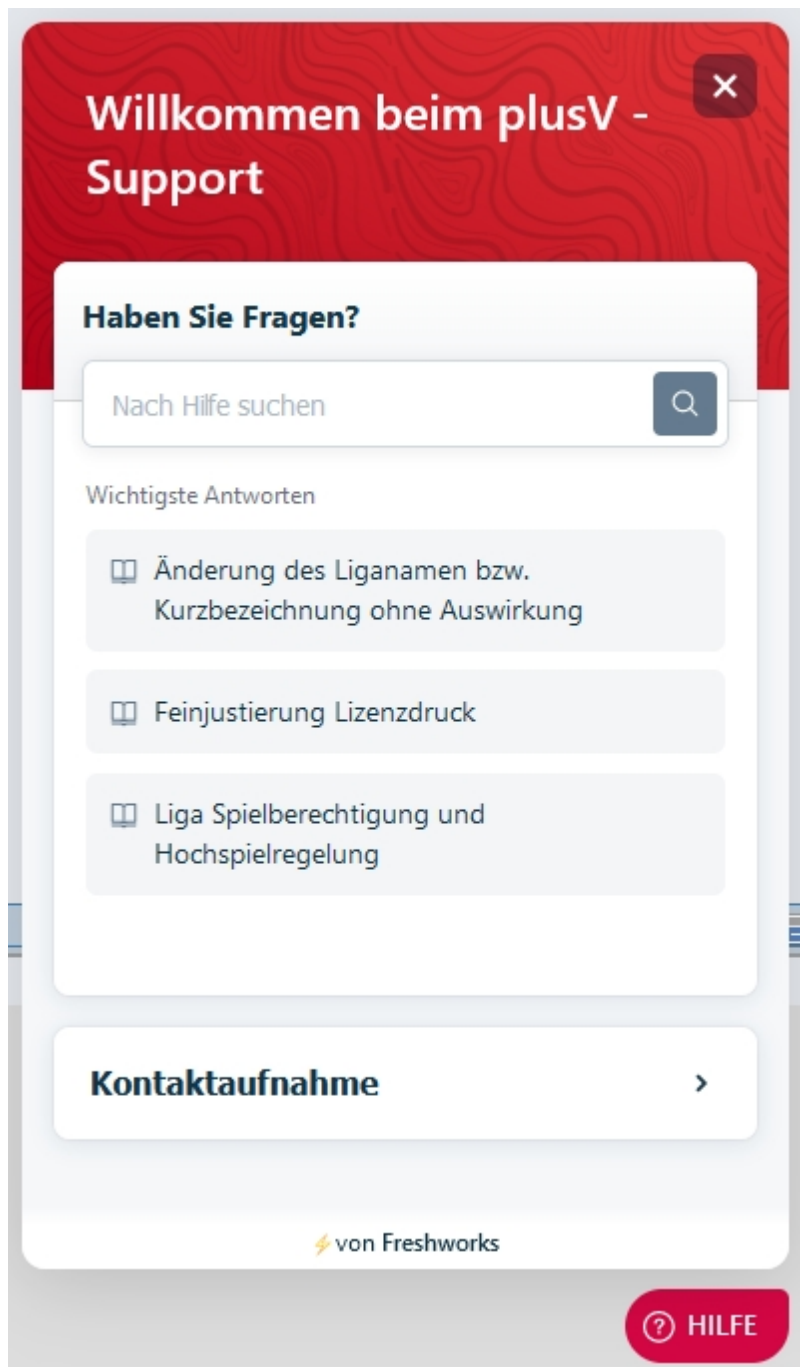 Willkommen beim plusV -
Support
Haben Sie Fragen?
Nach Hilfe suchen
Wichtigste Antworten
Änderung des Liganamen bzw.
Kurzbezeichnung ohne Auswirkung
Feinjustierung Lizenzdruck
Liga Spielberechtigung und
Hochspielregelung
Kontaktaufnahme
von Freshworks
HILFE